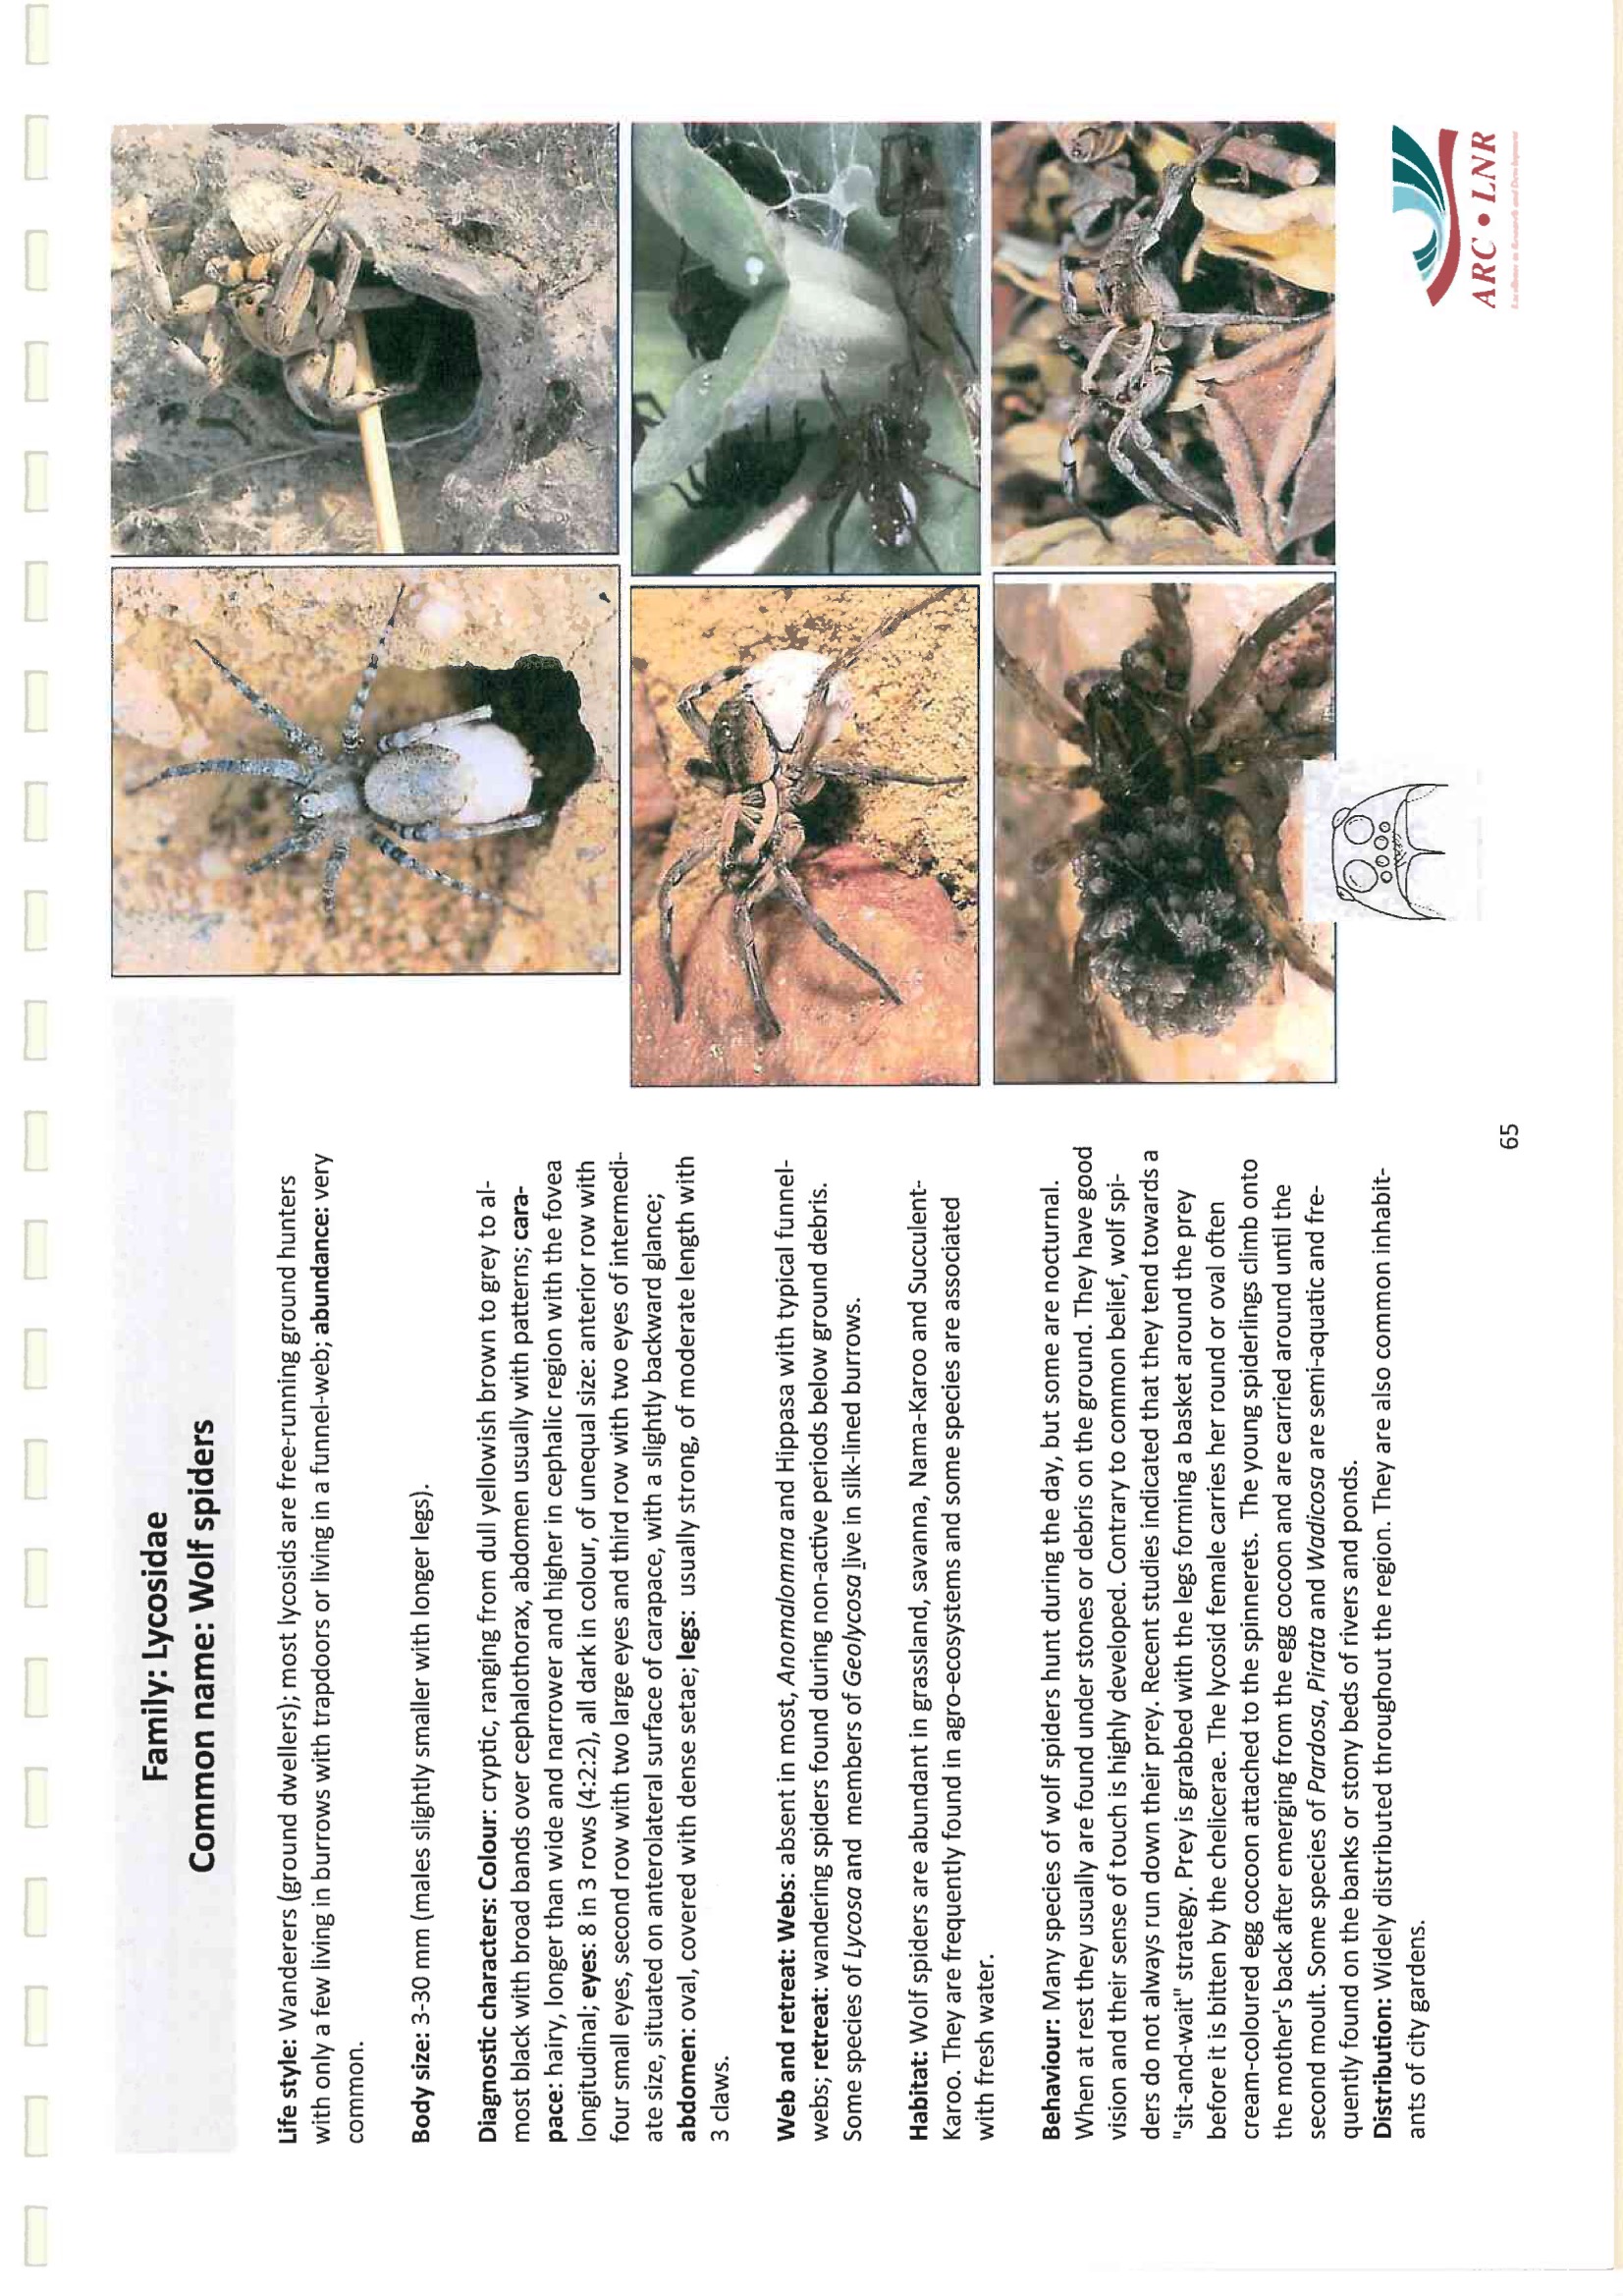 Family: Lycosidae
Common name: Wolf spiders
Life style: Wanderers (ground dwellers); most lycosids are free-running ground hunters
with only a few living in burrows with trapdoors or living in a funnel-web; abundance: very
common.
Body size: 3-30 mm (males slightly smaller with longer legs).
Diagnostic characters: Colour: cryptic, ranging from dull yellowish brown to grey to al-
most black with broad bands over cephalothorax, abdomen usually with patterns; cara-
pace: hairy, longer than wide and narrower and higher in cephalic region with the fovea
longitudinal; eyes: 8 in 3 rows (4:2:2), all dark in colour, of unequal size: anterior row with
four small eyes, second row with two large eyes and third row with two eyes of intermedi-
ate size, situated on anterolateral surface of carapace, with a slightly backward glance;
abdomen: oval, covered with dense setae; legs: usually strong, of moderate length with
3 claws.
Web and retreat: Webs: absent in most, Anomalomma and Hippasa with typical funnel-
webs; retreat: wandering spiders found during non-active periods below ground debris.
Some species of Lycosa and members of Geolycosa live in silk-lined burrows.
Habitat: Wolf spiders are abundant in grassland, savanna, Nama-Karoo and Succulent-
Karoo. They are frequently found in agro-ecosystems and some species are associated
with fresh water.
Behaviour: Many species of wolf spiders hunt during the day, but some are nocturnal.
When at rest they usually are found under stones or debris on the ground. They have good
vision and their sense of touch is highly developed. Contrary to common belief, wolf spi-
ders do not always run down their prey. Recent studies indicated that they tend towards a
"sit-and-wait" strategy. Prey is grabbed with the legs forming a basket around the prey
before it is bitten by the chelicerae. The lycosid female carries her round or oval often
cream-coloured egg cocoon attached to the spinnerets. The young spiderlings climb onto
the mother's back after emerging from the egg cocoon and are carried around until the
second moult. Some species of Pardosa, Pirata and Wadicosa are semi-aquatic and fre-
quently found on the banks or stony beds of rivers and ponds.
Distribution: Widely distributed throughout the region. They are also common inhabit-
ants of city gardens.
65
ARC • LNR
Excellence in Research and Development